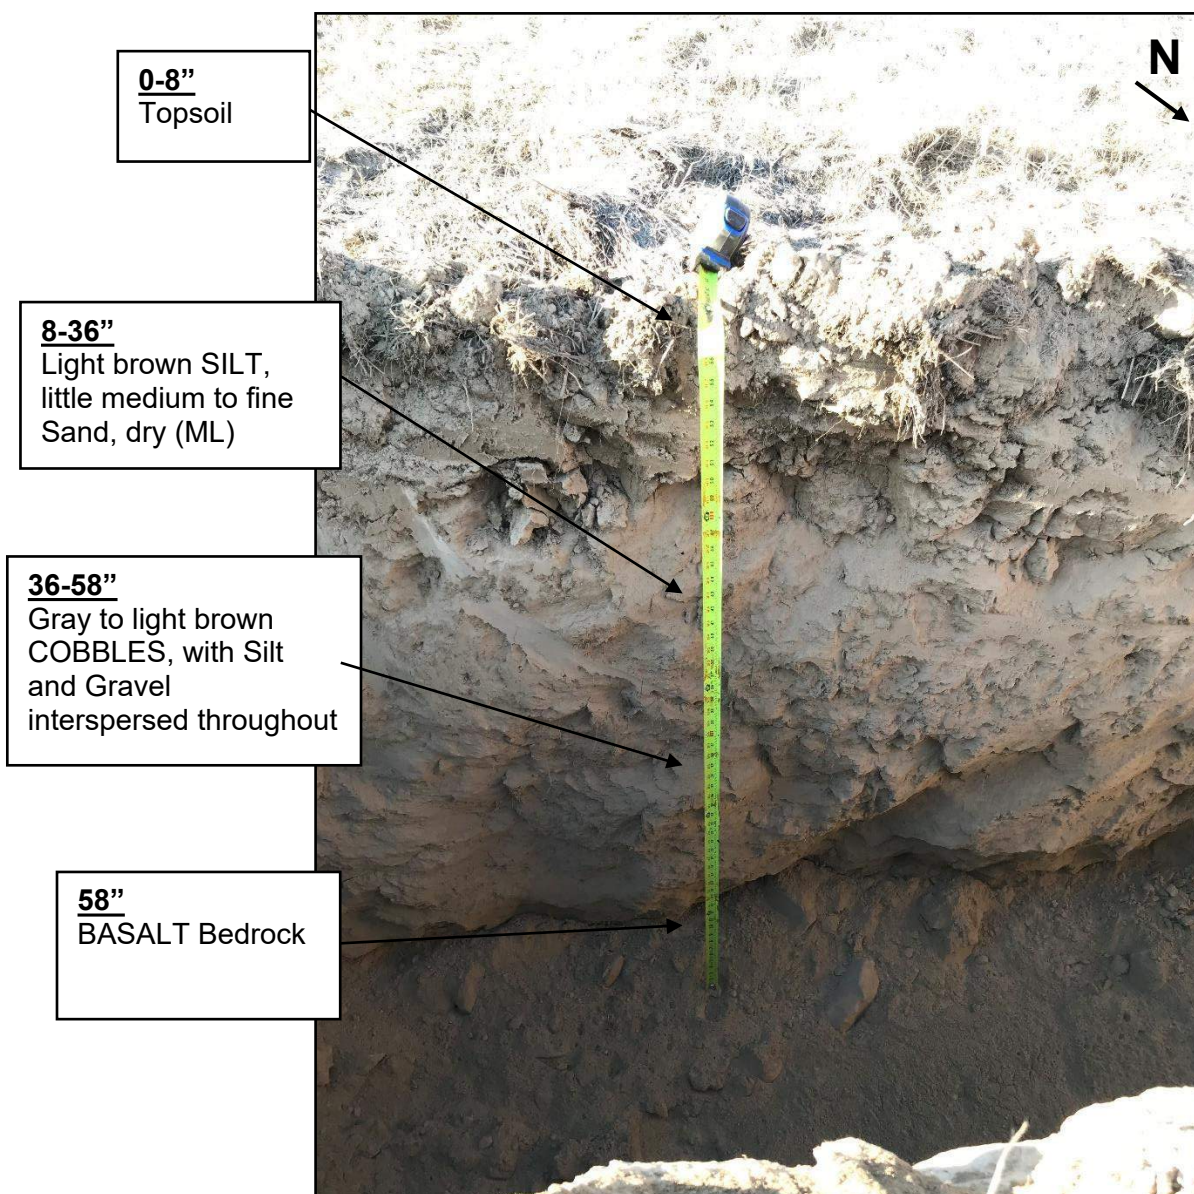 N
0-8”
Topsoil
8-36”
Light brown SILT,
little medium to fine
Sand, dry (ML)
36-58”
Gray to light brown
COBBLES, with Silt
and Gravel
interspersed throughout
58”
BASALT Bedrock